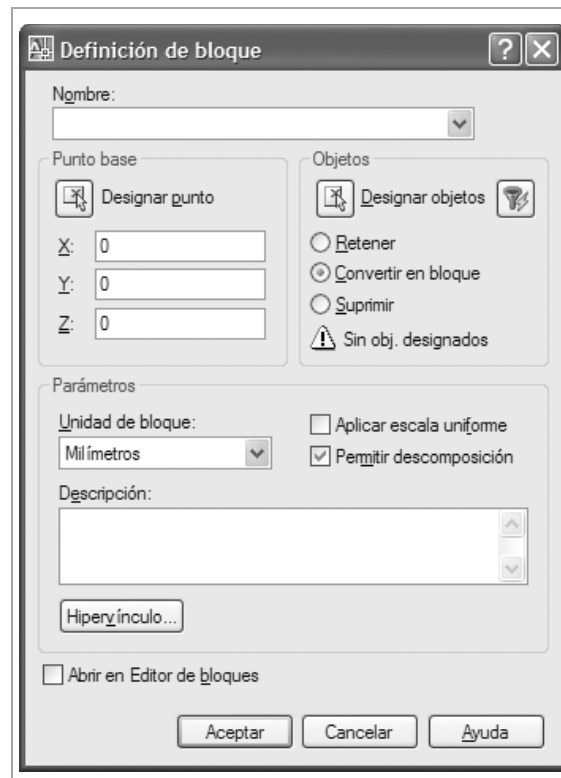 Definición de bloque
Nombre:
Punto base
Designar punto
X: 0
Y: 0
Z: 0
Objetos
Designar objetos
Retener
Convertir en bloque
Suprimir
Sin obj. designados
Parámetros
Unidad de bloque:
Milímetros
Aplicar escala uniforme
Permitir descomposición
Descripción:
Hipervínculo...
Abrir en Editor de bloques
Aceptar Cancelar Ayuda